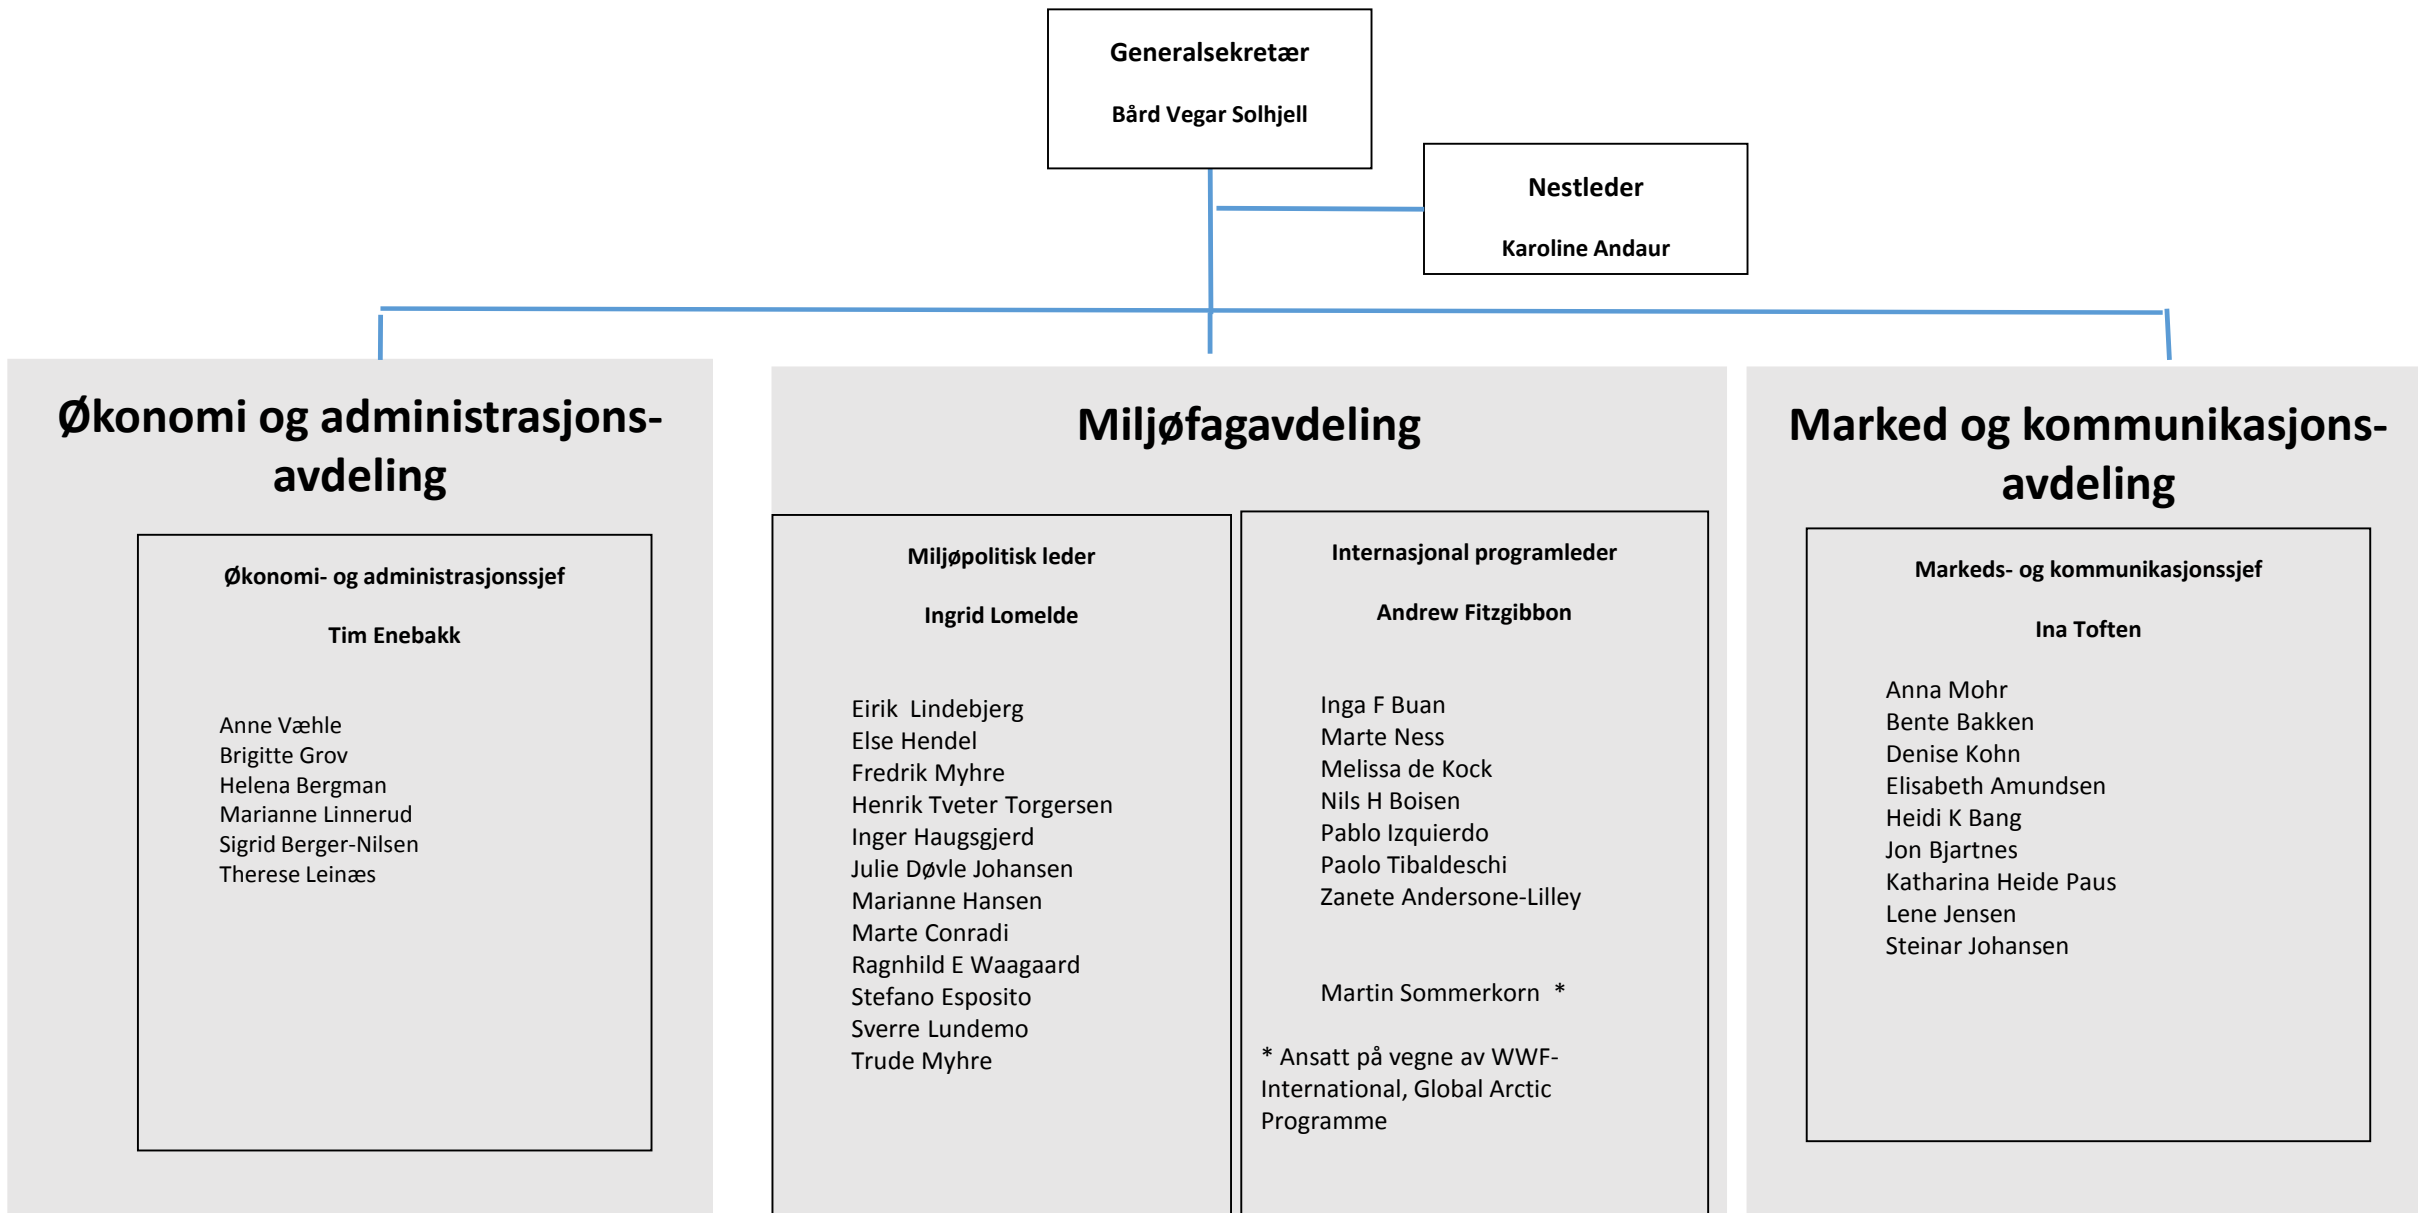 Generalsekretær
Bård Vegar Solhjell
Nestleder
Karoline Andaur
Økonomi og administrasjons-
avdeling
Økonomi- og administrasjonssjef
Tim Enebakk
Anne Væhle
Brigitte Grov
Helena Bergman
Marianne Linnerud
Sigrid Berger-Nilsen
Therese Leinæs
Miljøfagavdeling
Miljøpolitisk leder
Ingrid Lomelde
Eirik  Lindebjerg
Else Hendel
Fredrik Myhre
Henrik Tveter Torgersen
Inger Haugsgjerd
Julie Døvle Johansen
Marianne Hansen
Marte Conradi
Ragnhild E Waagaard
Stefano Esposito
Sverre Lundemo
Trude Myhre
Internasjonal programleder
Andrew Fitzgibbon
Inga F Buan
Marte Ness
Melissa de Kock
Nils H Boisen
Pablo Izquierdo
Paolo Tibaldeschi
Zanete Andersone-Lilley
Martin Sommerkorn  *
* Ansatt på vegne av WWF-
International, Global Arctic
Programme
Marked og kommunikasjons-
avdeling
Markeds- og kommunikasjonssjef
Ina Toften
Anna Mohr
Bente Bakken
Denise Kohn
Elisabeth Amundsen
Heidi K Bang
Jon Bjartnes
Katharina Heide Paus
Lene Jensen
Steinar Johansen